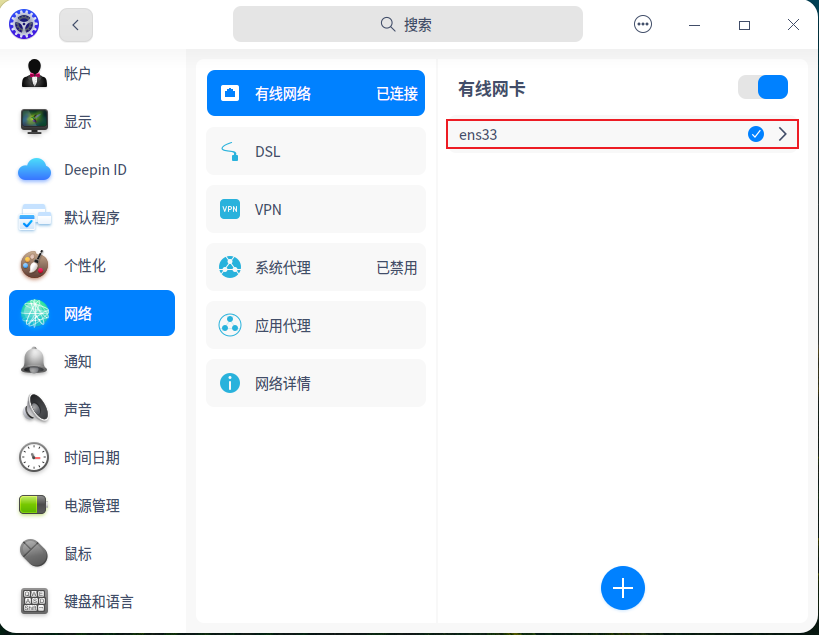 搜索
帐户
显示
Deepin ID
默认程序
个性化
网络
通知
声音
时间日期
电源管理
鼠标
键盘和语言
有线网络 已连接
DSL
VPN VPN
系统代理 已禁用
应用代理
网络详情
有线网卡
ens33